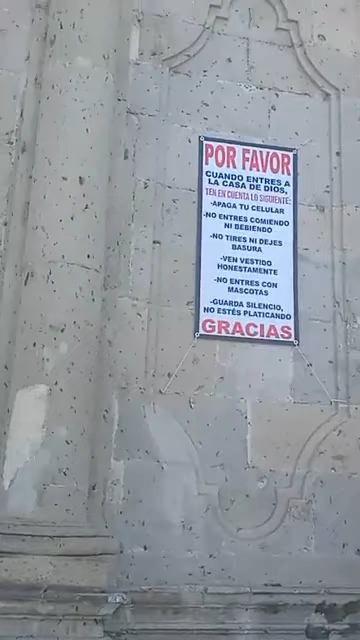 POR FAVOR
CUANDO ENTRES A
LA CASA DE DIOS,
TEN EN CUENTA LO SIGUIENTE:
-APAGA TU CELULAR
-NO ENTRES COMIENDO
NI BEBIENDO
-NO TIRES NI DEJES
BASURA
-VEN VESTIDO
HONESTAMENTE
-NO ENTRES CON
MASCOTAS
-GUARDA SILENCIO,
NO ESTÉS PLATICANDO
GRACIAS